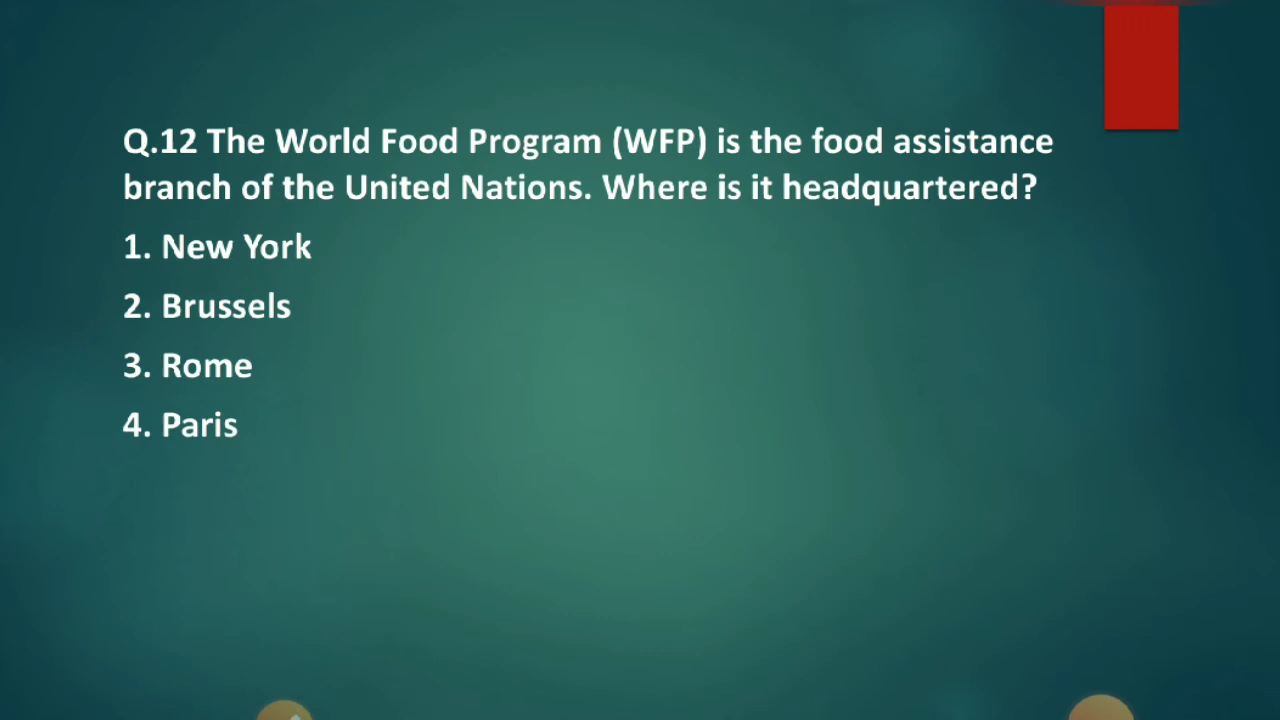 Q.12 The World Food Program (WFP) is the food assistance
branch of the United Nations. Where is it headquartered?
1. New York
2. Brussels
3. Rome
4. Paris